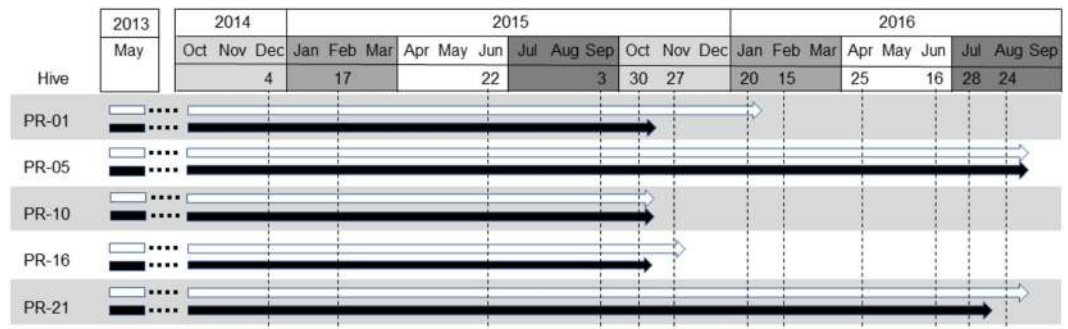 2013 2014 2015 2016
May Oct Nov Dec Jan Feb Mar Apr May Jun Jul Aug Sep Oct Nov Dec Jan Feb Mar Apr May Jun Jul Aug Sep
Hive 4 17 22 3 30 27 20 15 25 16 28 24
PR-01
PR-05
PR-10
PR-16
PR-21